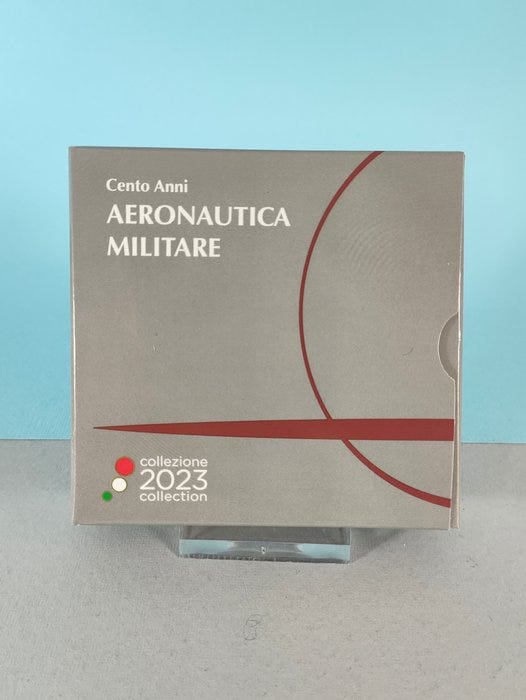 Cento Anni
AERONAUTICA
MILITARE
collezione
2023
collection